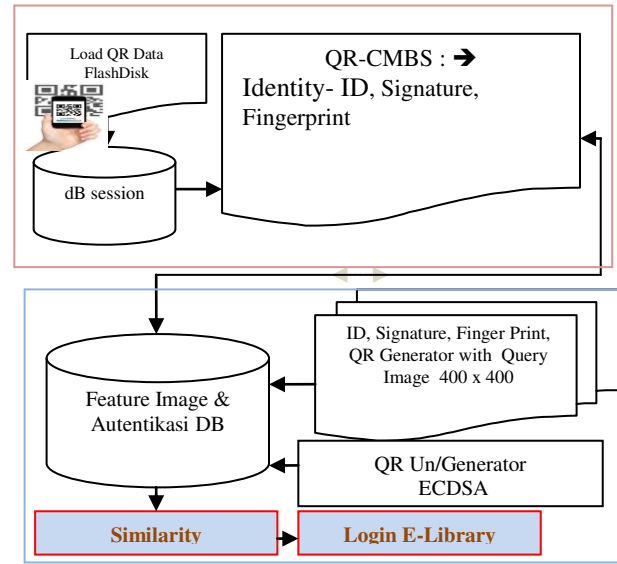 Load QR Data
FlashDisk
QR-CMBS : ➔
Identity- ID, Signature,
Fingerprint
dB session
ID, Signature, Finger Print,
QR Generator with Query
Image 400 x 400
Feature Image &
Autentikasi DB
QR Un/Generator
ECDSA
Similarity
Login E-Library